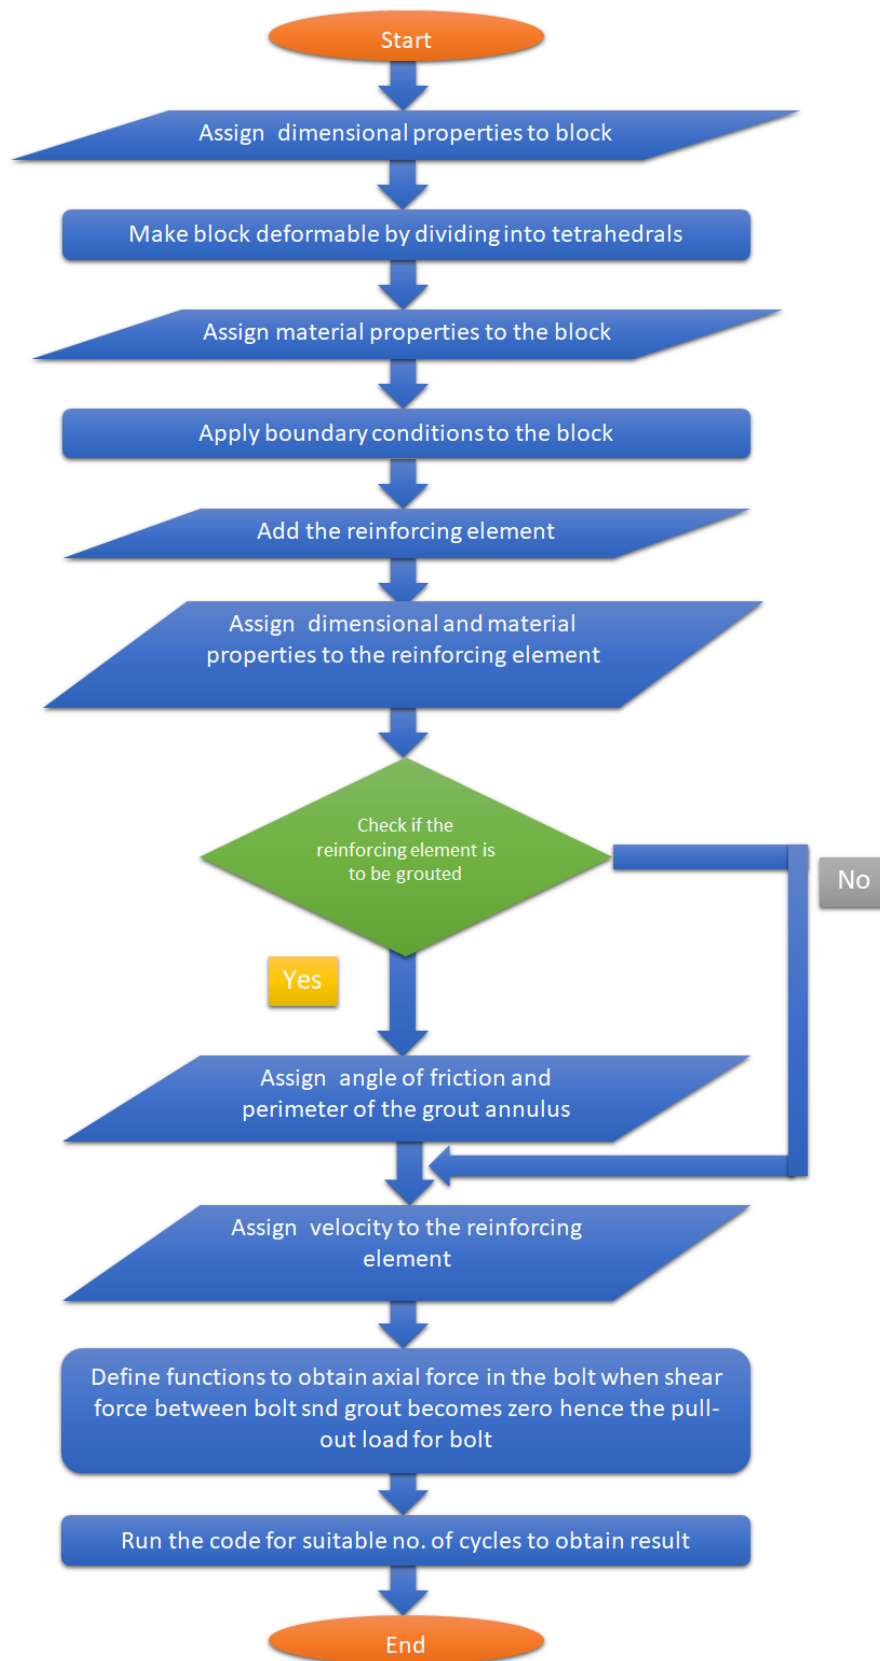 Start
Assign dimensional properties to block
Make block deformable by dividing into tetrahedrals
Assign material properties to the block
Apply boundary conditions to the block
Add the reinforcing element
Assign dimensional and material
properties to the reinforcing element
Check if the
reinforcing element is
to be grouted
No
Yes
Assign angle of friction and
perimeter of the grout annulus
Assign velocity to the reinforcing
element
Define functions to obtain axial force in the bolt when shear
force between bolt snd grout becomes zero hence the pull-
out load for bolt
Run the code for suitable no. of cycles to obtain result
End